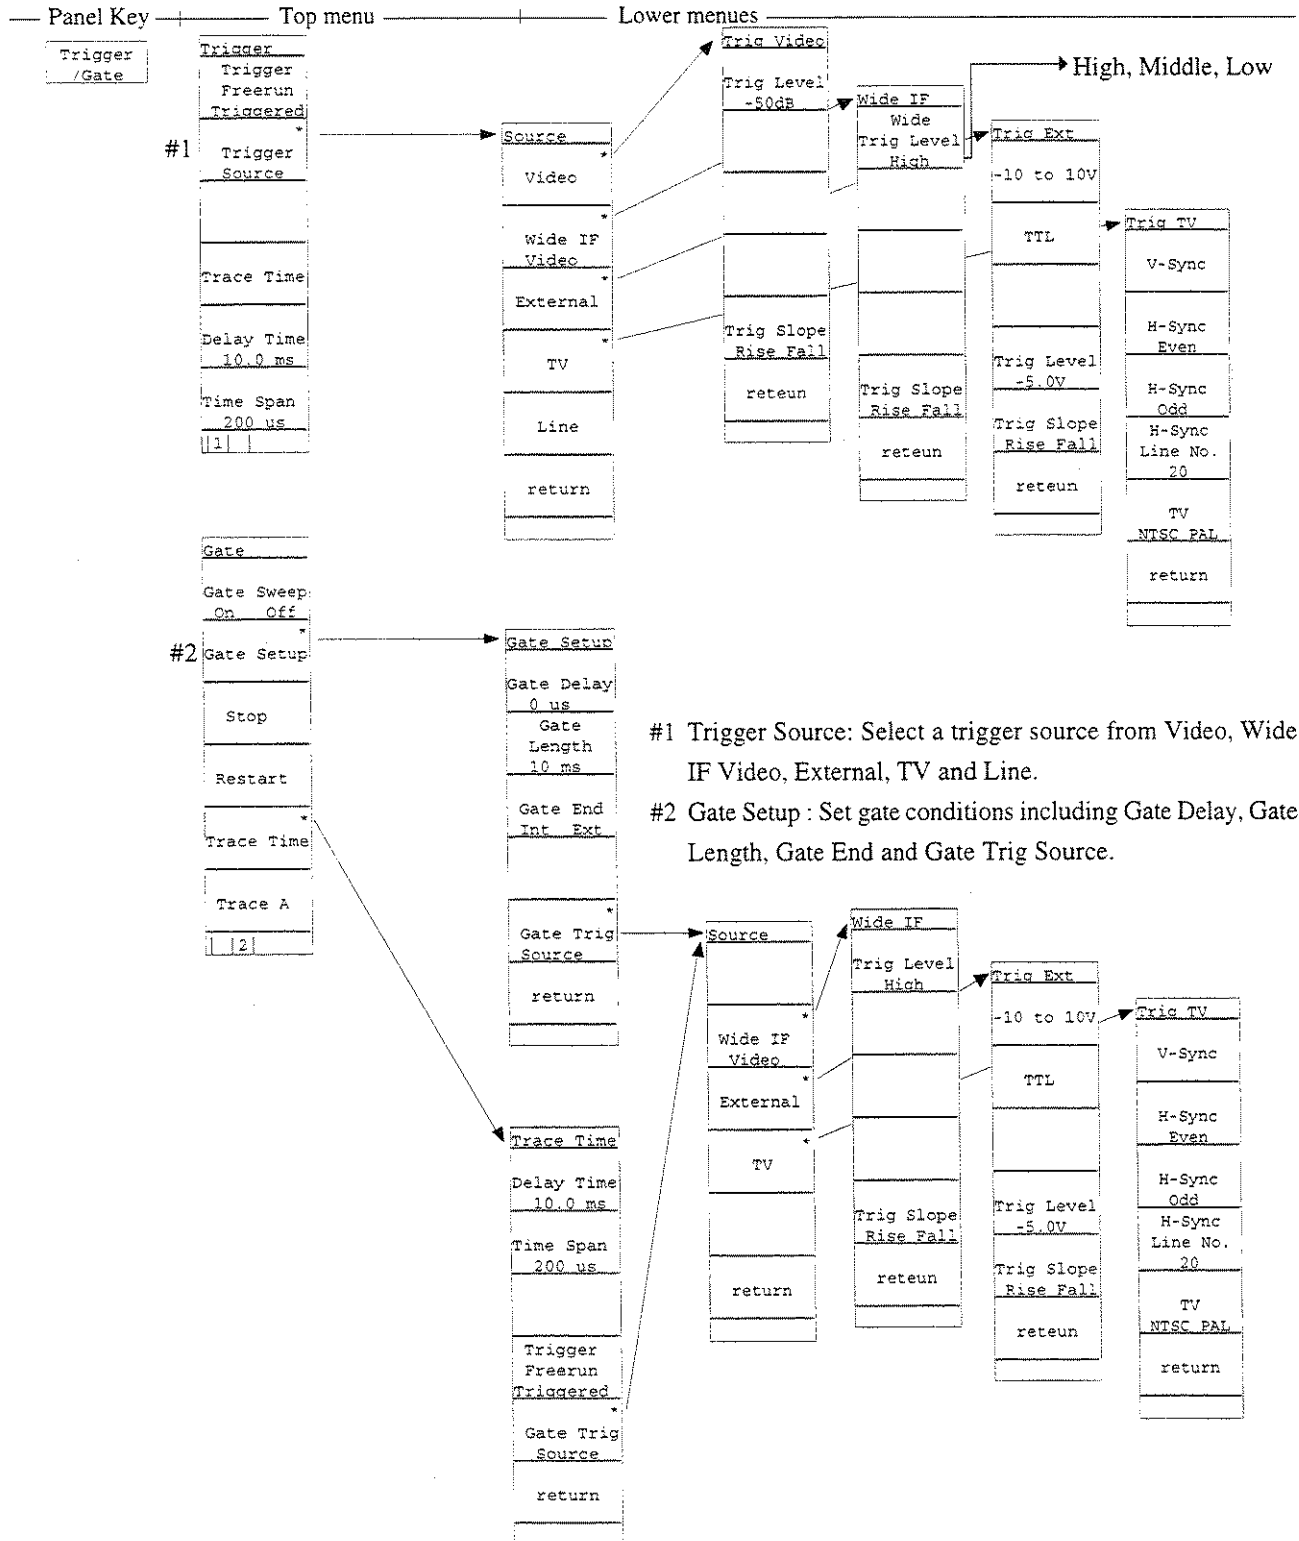 Panel Key
Top menu
Lower menues
Trigger
/Gate
Trigger
Trigger
Freerun
Triggered
*
#1
Trigger
Source
Trace Time
Delay Time
10.0 ms
Time Span
200 us
1
Source
*
Video
*
Wide IF
Video
*
External
*
TV
Line
return
Trig Video
Trig Level
-50dB
Trig Slope
Rise Fall
reteun
Wide IF
Wide
Trig Level
High
Trig Slope
Rise Fall
reteun
High, Middle, Low
Trig Ext
-10 to 10V
TTL
Trig Level
-5.0V
Trig Slope
Rise Fall
reteun
Trig TV
V-Sync
H-Sync
Even
H-Sync
Odd
H-Sync
Line No.
20
TV
NTSC PAL
return
Gate
Gate Sweep
On Off
*
#2
Gate Setup
Stop
Restart
*
Trace Time
Trace A
2
Gate Setup
Gate Delay
0 us
Gate
Length
10 ms
Gate End
Int Ext
*
Gate Trig
Source
return
#1 Trigger Source: Select a trigger source from Video, Wide
IF Video, External, TV and Line.
#2 Gate Setup : Set gate conditions including Gate Delay, Gate
Length, Gate End and Gate Trig Source.
Trace Time
Delay Time
10.0 ms
Time Span
200 us
Trigger
Freerun
Triggered
*
Gate Trig
Source
return
Source
*
Wide IF
Video
*
External
*
TV
return
Wide IF
Trig Level
High
Trig Slope
Rise Fall
reteun
Trig Ext
-10 to 10V
TTL
Trig Level
-5.0V
Trig Slope
Rise Fall
reteun
Trig TV
V-Sync
H-Sync
Even
H-Sync
Odd
H-Sync
Line No.
20
TV
NTSC PAL
return